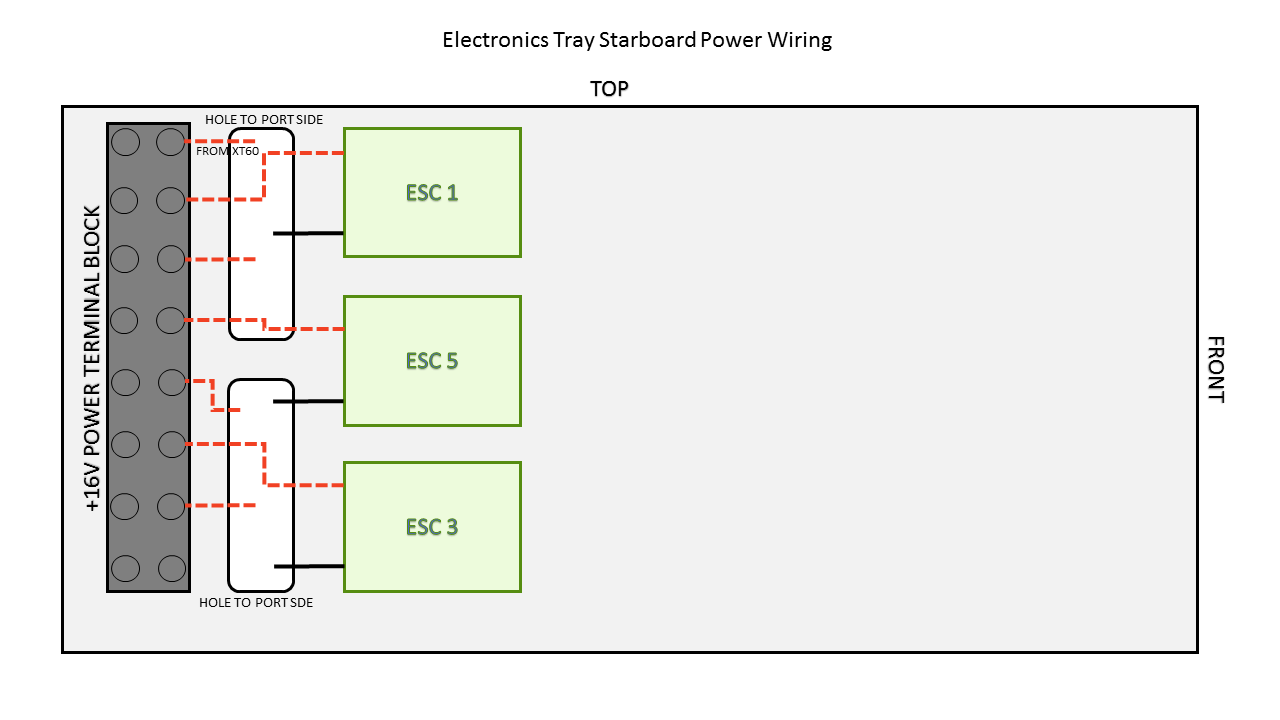 Electronics Tray Starboard Power Wiring
TOP
HOLE TO PORT SIDE
FROM XT60
ESC 1
+16V POWER TERMINAL BLOCK
ESC 5
FRONT
ESC 3
HOLE TO PORT SDE